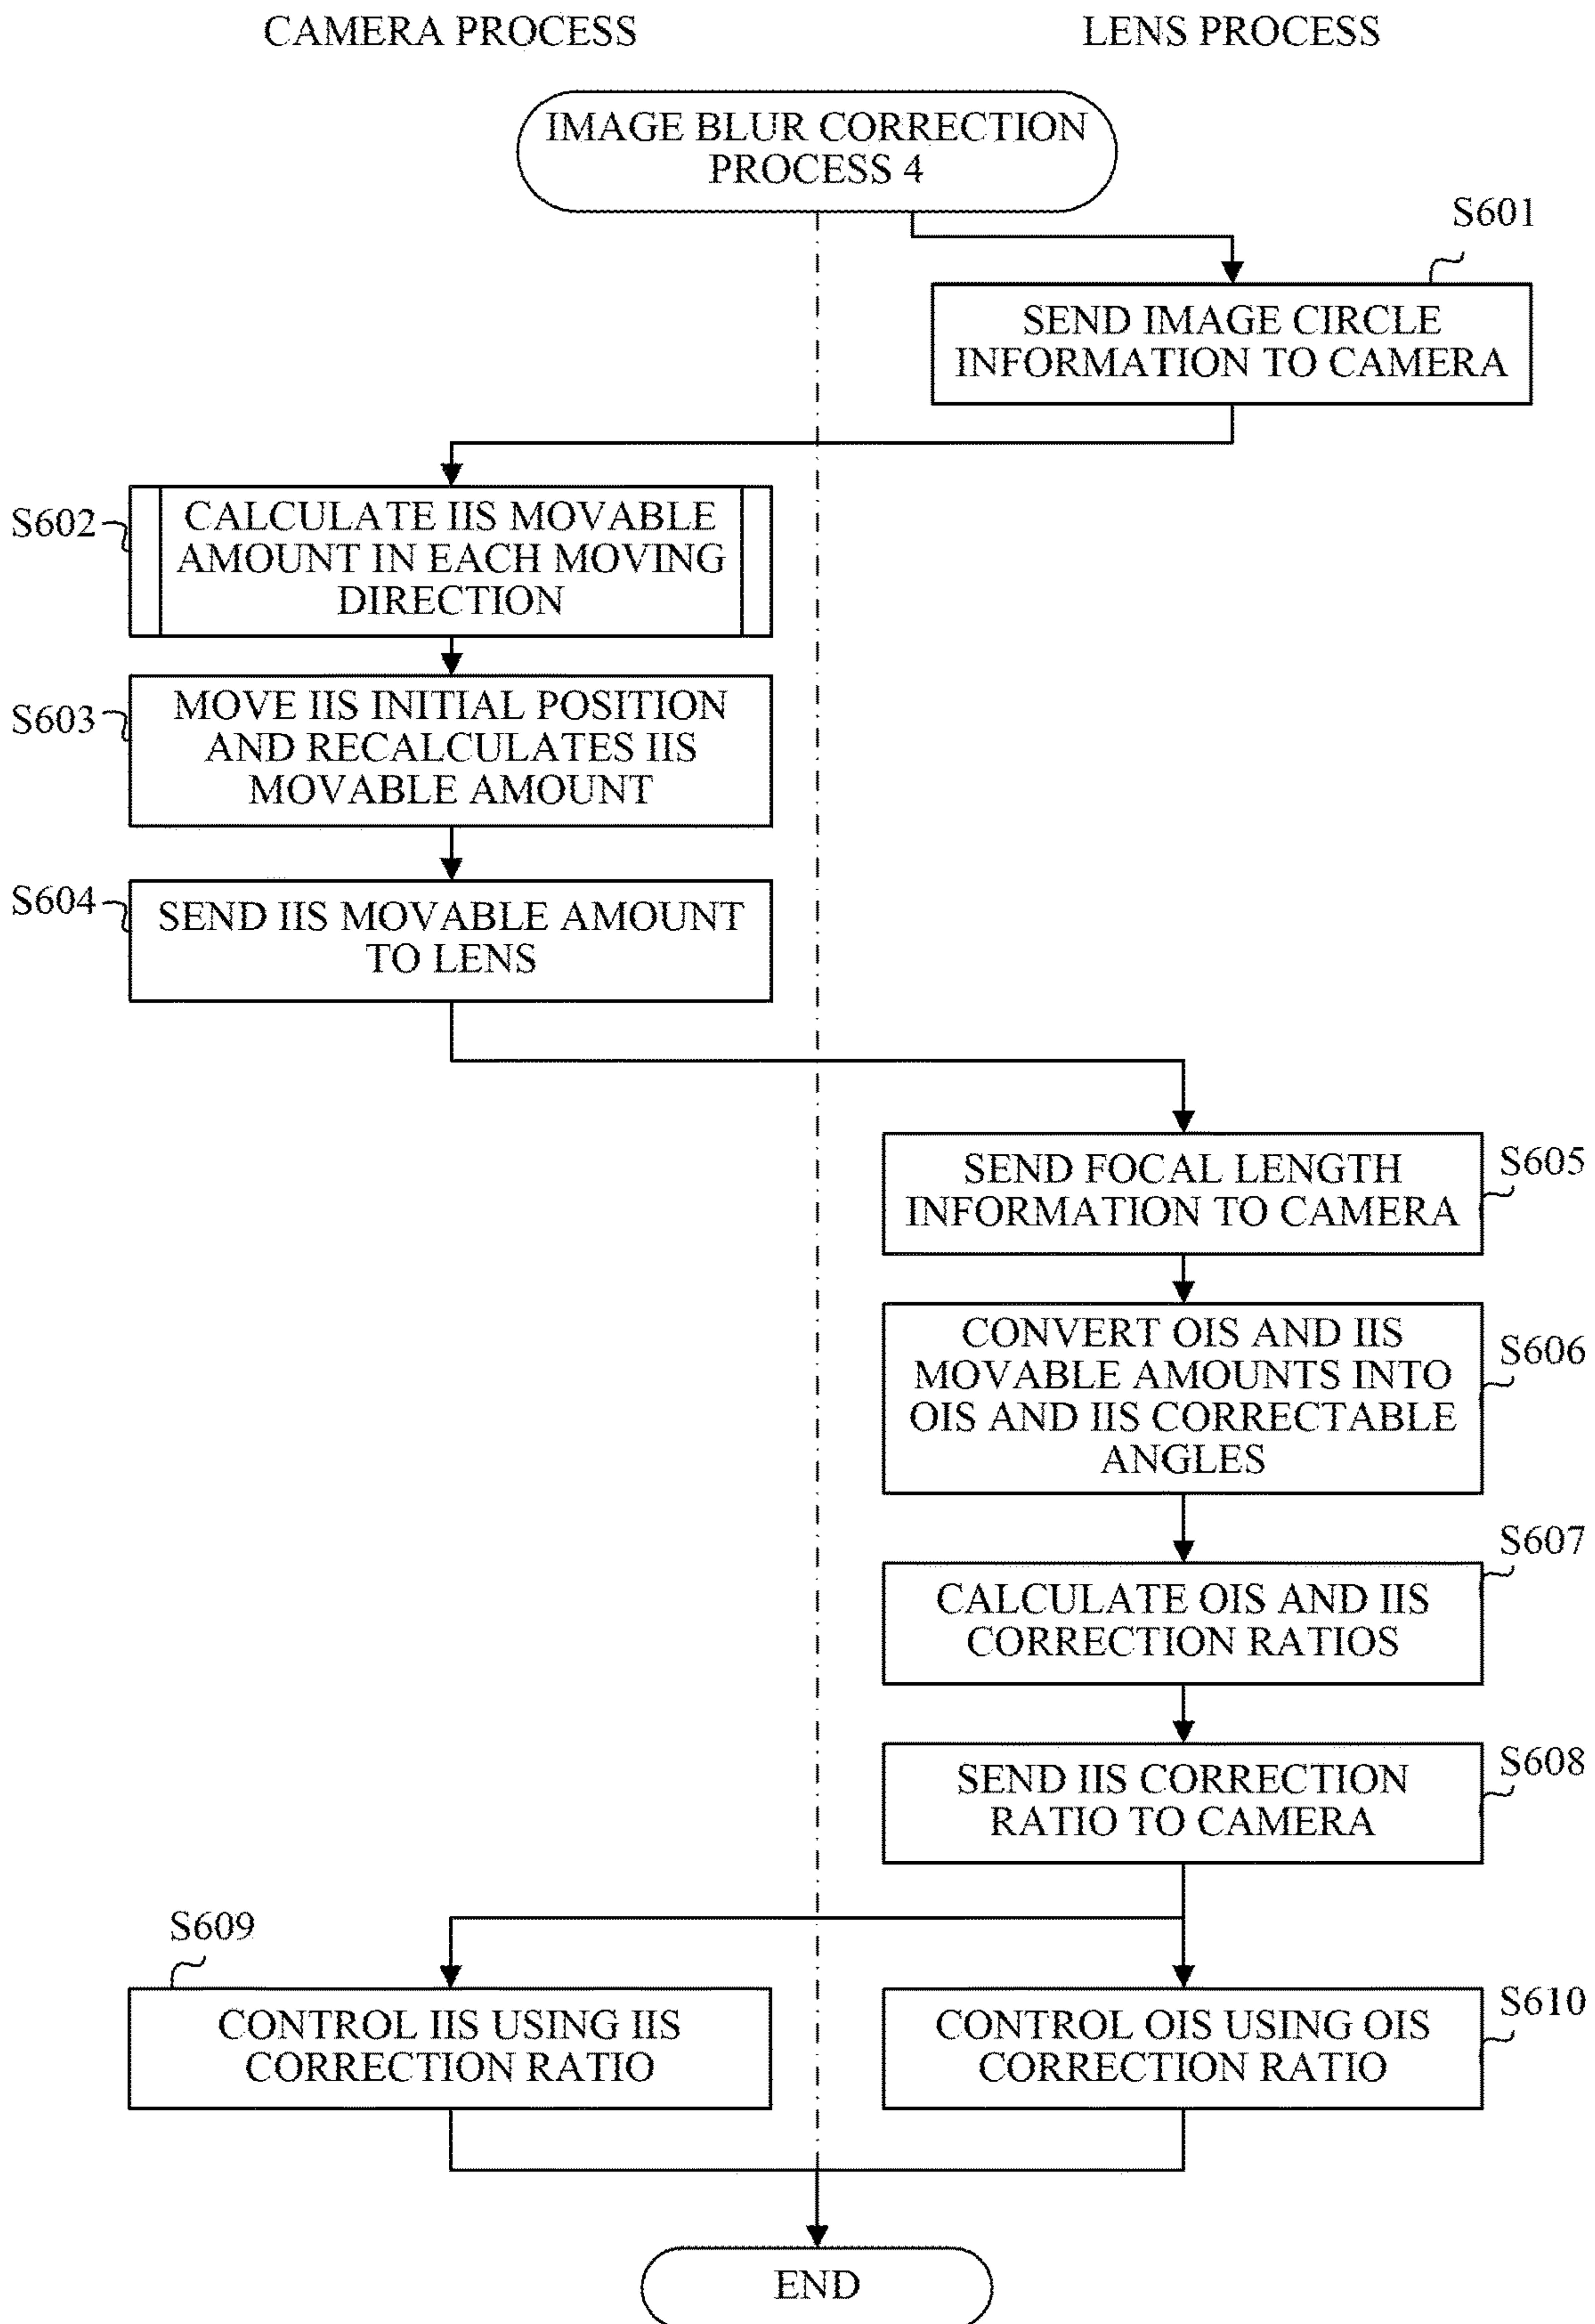 CAMERA PROCESS
LENS PROCESS
IMAGE BLUR CORRECTION
PROCESS 4
S601
SEND IMAGE CIRCLE
INFORMATION TO CAMERA
S602
CALCULATE IIS MOVABLE
AMOUNT IN EACH MOVING
DIRECTION
S603
MOVE IIS INITIAL POSITION
AND RECALCULATES IIS
MOVABLE AMOUNT
S604
SEND IIS MOVABLE AMOUNT
TO LENS
S605
SEND FOCAL LENGTH
INFORMATION TO CAMERA
S606
CONVERT OIS AND IIS
MOVABLE AMOUNTS INTO
OIS AND IIS CORRECTABLE
ANGLES
S607
CALCULATE OIS AND IIS
CORRECTION RATIOS
S608
SEND IIS CORRECTION
RATIO TO CAMERA
S609
CONTROL IIS USING IIS
CORRECTION RATIO
S610
CONTROL OIS USING OIS
CORRECTION RATIO
END